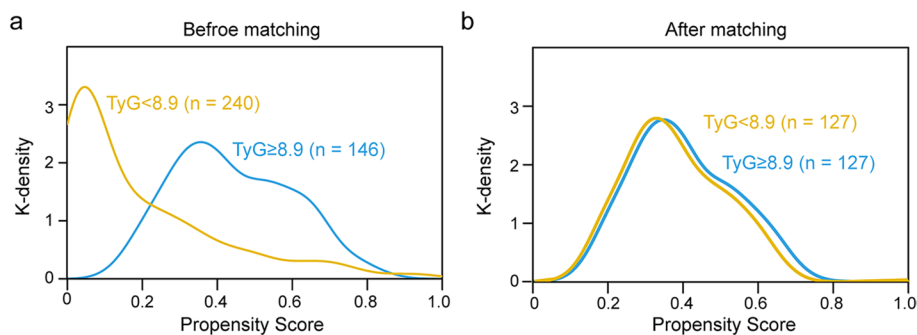 a
Befroe matching
K-density
3
2
1
0
TyG<8.9 (n = 240)
TyG≥8.9 (n = 146)
0 0.2 0.4 0.6 0.8 1.0
Propensity Score
b
After matching
K-density
3
2
1
0
TyG<8.9 (n = 127)
TyG≥8.9 (n = 127)
0 0.2 0.4 0.6 0.8 1.0
Propensity Score